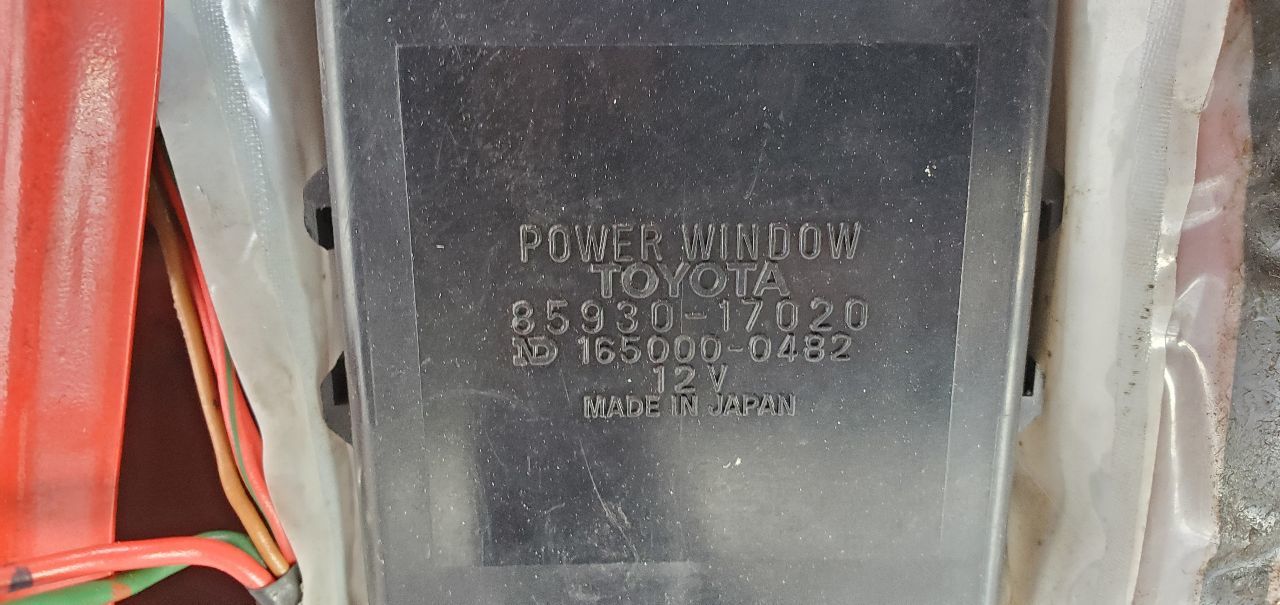 POWER WINDOW
TOYOTA
85930-17020
ND 165000-0482
12V
MADE IN JAPAN